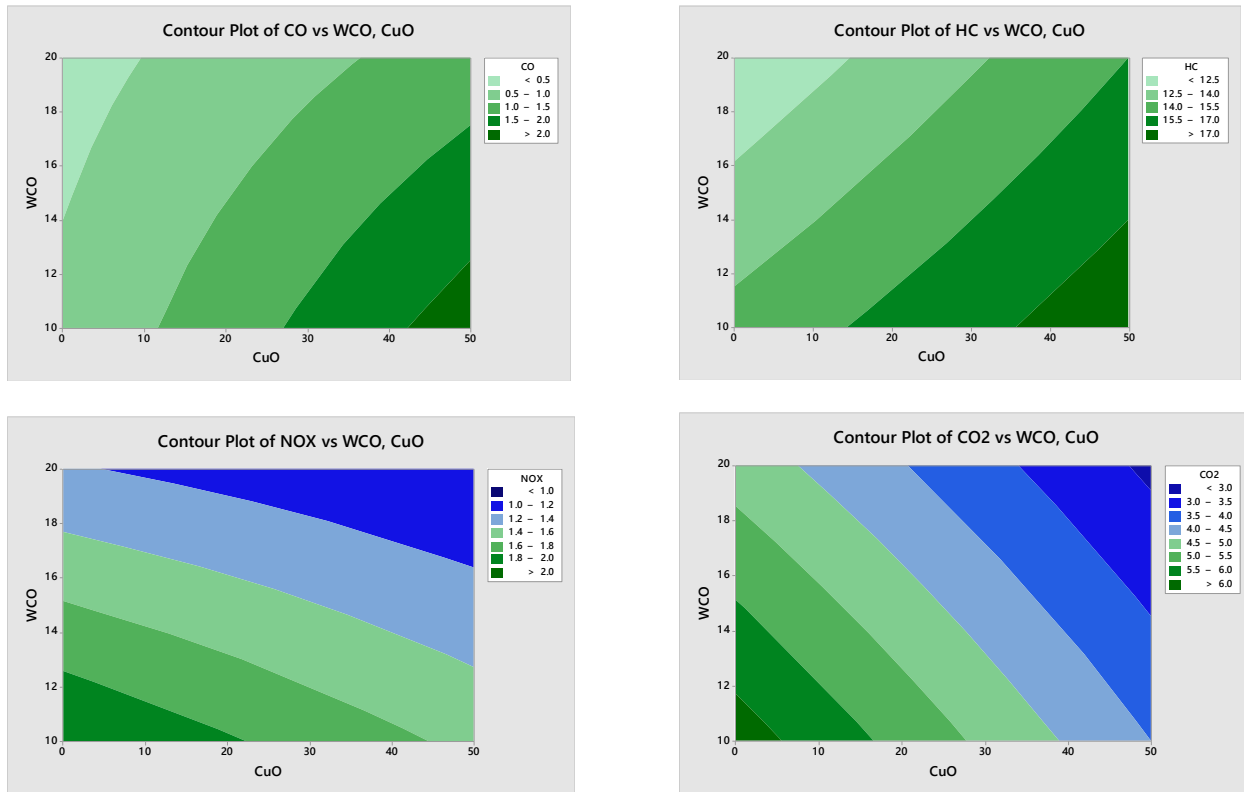 Contour Plot of CO vs WCO, CuO
20
18
16
14
12
10
WCO
0 10 20 30 40 50
CuO
CO
< 0.5
0.5 – 1.0
1.0 – 1.5
1.5 – 2.0
> 2.0
Contour Plot of HC vs WCO, CuO
20
18
16
14
12
10
WCO
0 10 20 30 40 50
CuO
HC
< 12.5
12.5 – 14.0
14.0 – 15.5
15.5 – 17.0
> 17.0
Contour Plot of NOX vs WCO, CuO
20
18
16
14
12
10
WCO
0 10 20 30 40 50
CuO
NOX
< 1.0
1.0 – 1.2
1.2 – 1.4
1.4 – 1.6
1.6 – 1.8
1.8 – 2.0
> 2.0
Contour Plot of CO2 vs WCO, CuO
20
18
16
14
12
10
WCO
0 10 20 30 40 50
CuO
CO2
< 3.0
3.0 – 3.5
3.5 – 4.0
4.0 – 4.5
4.5 – 5.0
5.0 – 5.5
5.5 – 6.0
> 6.0